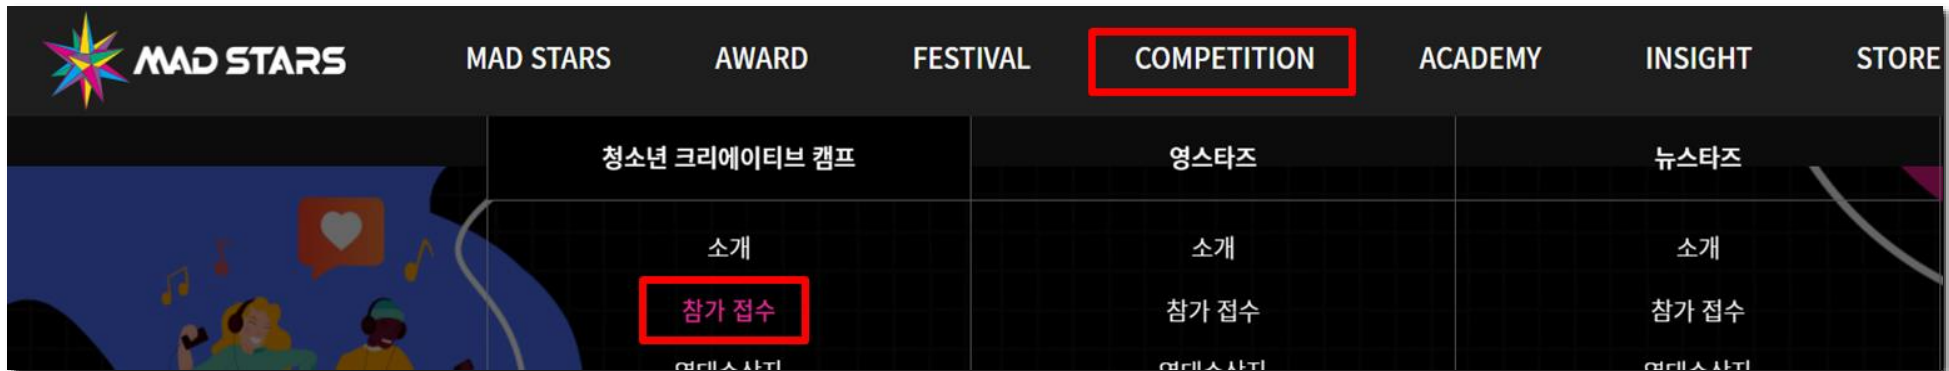 MAD STARS
MAD STARS AWARD FESTIVAL COMPETITION ACADEMY INSIGHT STORE
청소년 크리에이티브 캠프 영스타즈 뉴스타즈
소개 소개 소개
참가 접수 참가 접수 참가 접수